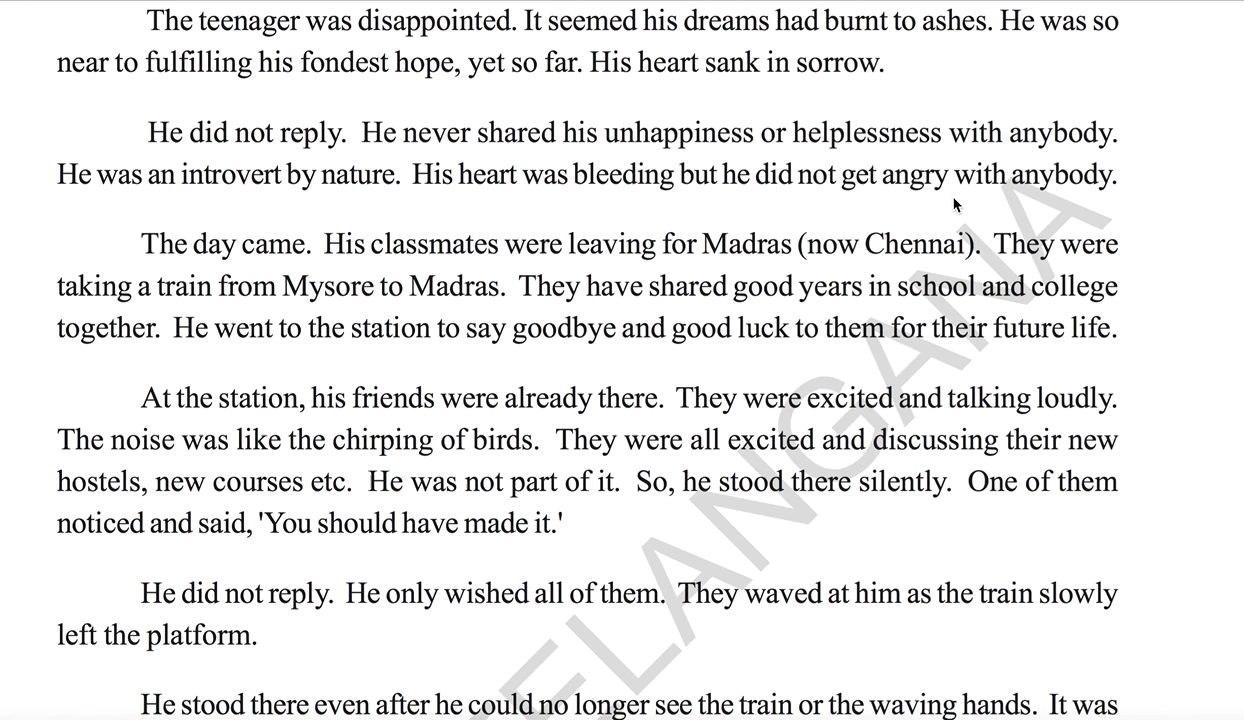 The teenager was disappointed. It seemed his dreams had burnt to ashes. He was so
near to fulfilling his fondest hope, yet so far. His heart sank in sorrow.
He did not reply. He never shared his unhappiness or helplessness with anybody.
He was an introvert by nature. His heart was bleeding but he did not get angry with anybody.
The day came. His classmates were leaving for Madras (now Chennai). They were
taking a train from Mysore to Madras. They have shared good years in school and college
together. He went to the station to say goodbye and good luck to them for their future life.
At the station, his friends were already there. They were excited and talking loudly.
The noise was like the chirping of birds. They were all excited and discussing their new
hostels, new courses etc. He was not part of it. So, he stood there silently. One of them
noticed and said, 'You should have made it.'
He did not reply. He only wished all of them. They waved at him as the train slowly
left the platform.
He stood there even after he could no longer see the train or the waving hands. It was
TELANGANA